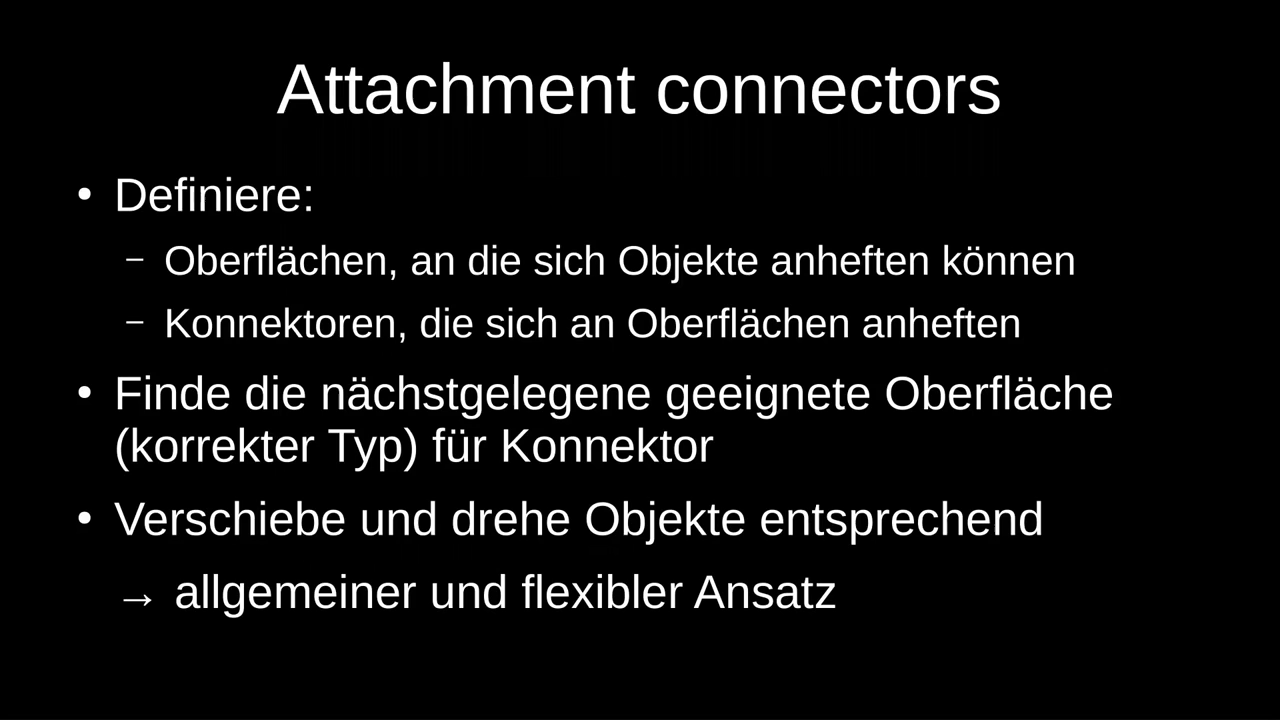 Attachment connectors
• Definiere:
– Oberflächen, an die sich Objekte anheften können
– Konnektoren, die sich an Oberflächen anheften
• Finde die nächstgelegene geeignete Oberfläche
(korrekter Typ) für Konnektor
• Verschiebe und drehe Objekte entsprechend
→ allgemeiner und flexibler Ansatz